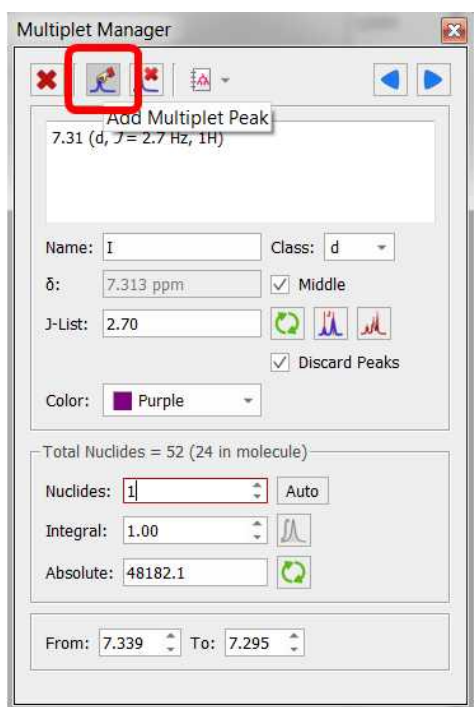 Multiplet Manager
Add Multiplet Peak
7.31 (d, J = 2.7 Hz, 1H)
Name: I Class: d
δ: 7.313 ppm Middle
J-List: 2.70
Discard Peaks
Color: Purple
Total Nuclides = 52 (24 in molecule)
Nuclides: 1 Auto
Integral: 1.00
Absolute: 48182.1
From: 7.339 To: 7.295